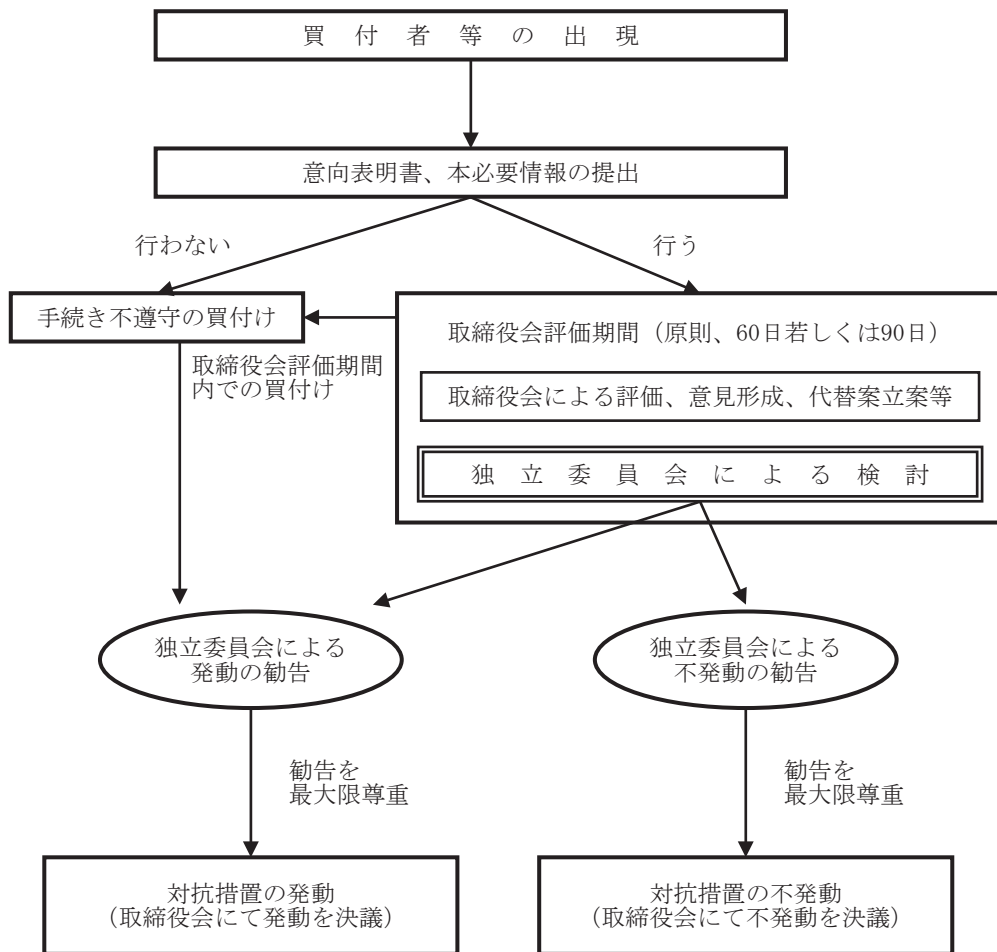 買付者等の出現
意向表明書、本必要情報の提出
行わない
行う
手続き不遵守の買付け
取締役会評価期間（原則、60日若しくは90日）
取締役会評価期間
内での買付け
取締役会による評価、意見形成、代替案立案等
独立委員会による検討
独立委員会による
発動の勧告
独立委員会による
不発動の勧告
勧告を
最大限尊重
勧告を
最大限尊重
対抗措置の発動
（取締役会にて発動を決議）
対抗措置の不発動
（取締役会にて不発動を決議）